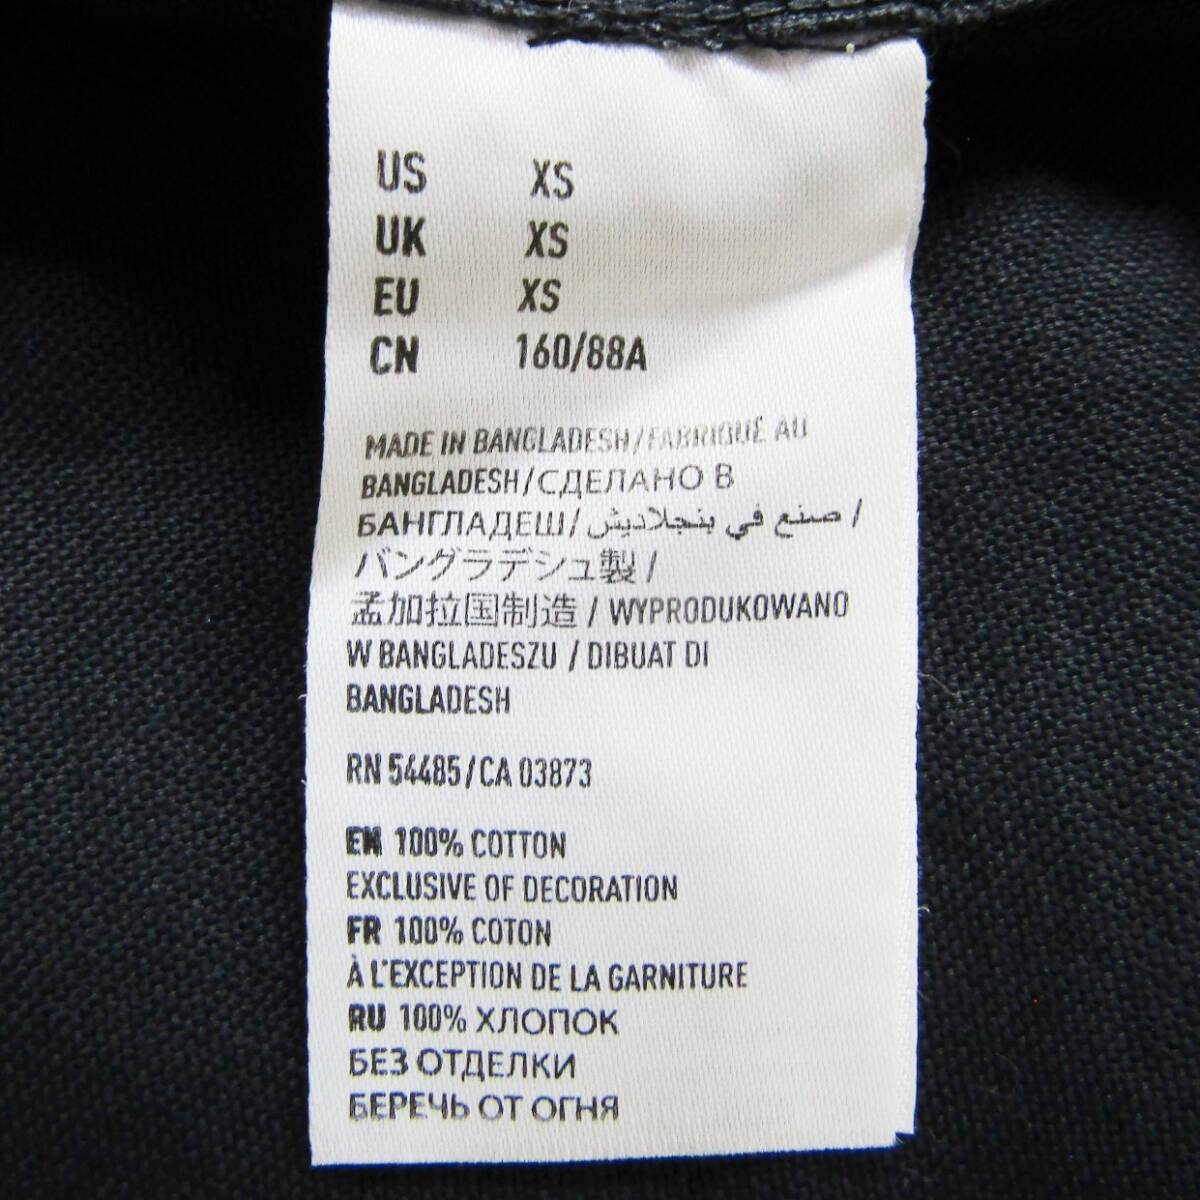 US XS
UK XS
EU XS
CN 160/88A
MADE IN BANGLADESH/FABRIQUÉ AU
BANGLADESH/СДЕЛАНО В
БАНГЛАДЕШ/صنع في بنجلاديش/
バングラデシュ製/
孟加拉国制造/WYPRODUKOWANO
W BANGLADESZU/DIBUAT DI
BANGLADESH
RN 54485/CA 03873
EN 100% COTTON
EXCLUSIVE OF DECORATION
FR 100% COTON
À L'EXCEPTION DE LA GARNITURE
RU 100% ХЛОПОК
БЕЗ ОТДЕЛКИ
БЕРЕЧЬ ОТ ОГНЯ